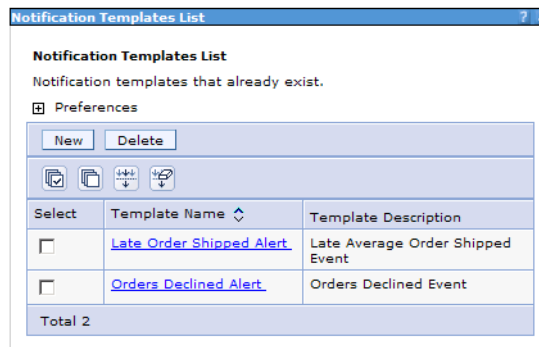 Notification Templates List ?
Notification Templates List
Notification templates that already exist.
Preferences
New Delete
Select Template Name Template Description
Late Order Shipped Alert Late Average Order Shipped
Event
Orders Declined Alert Orders Declined Event
Total 2